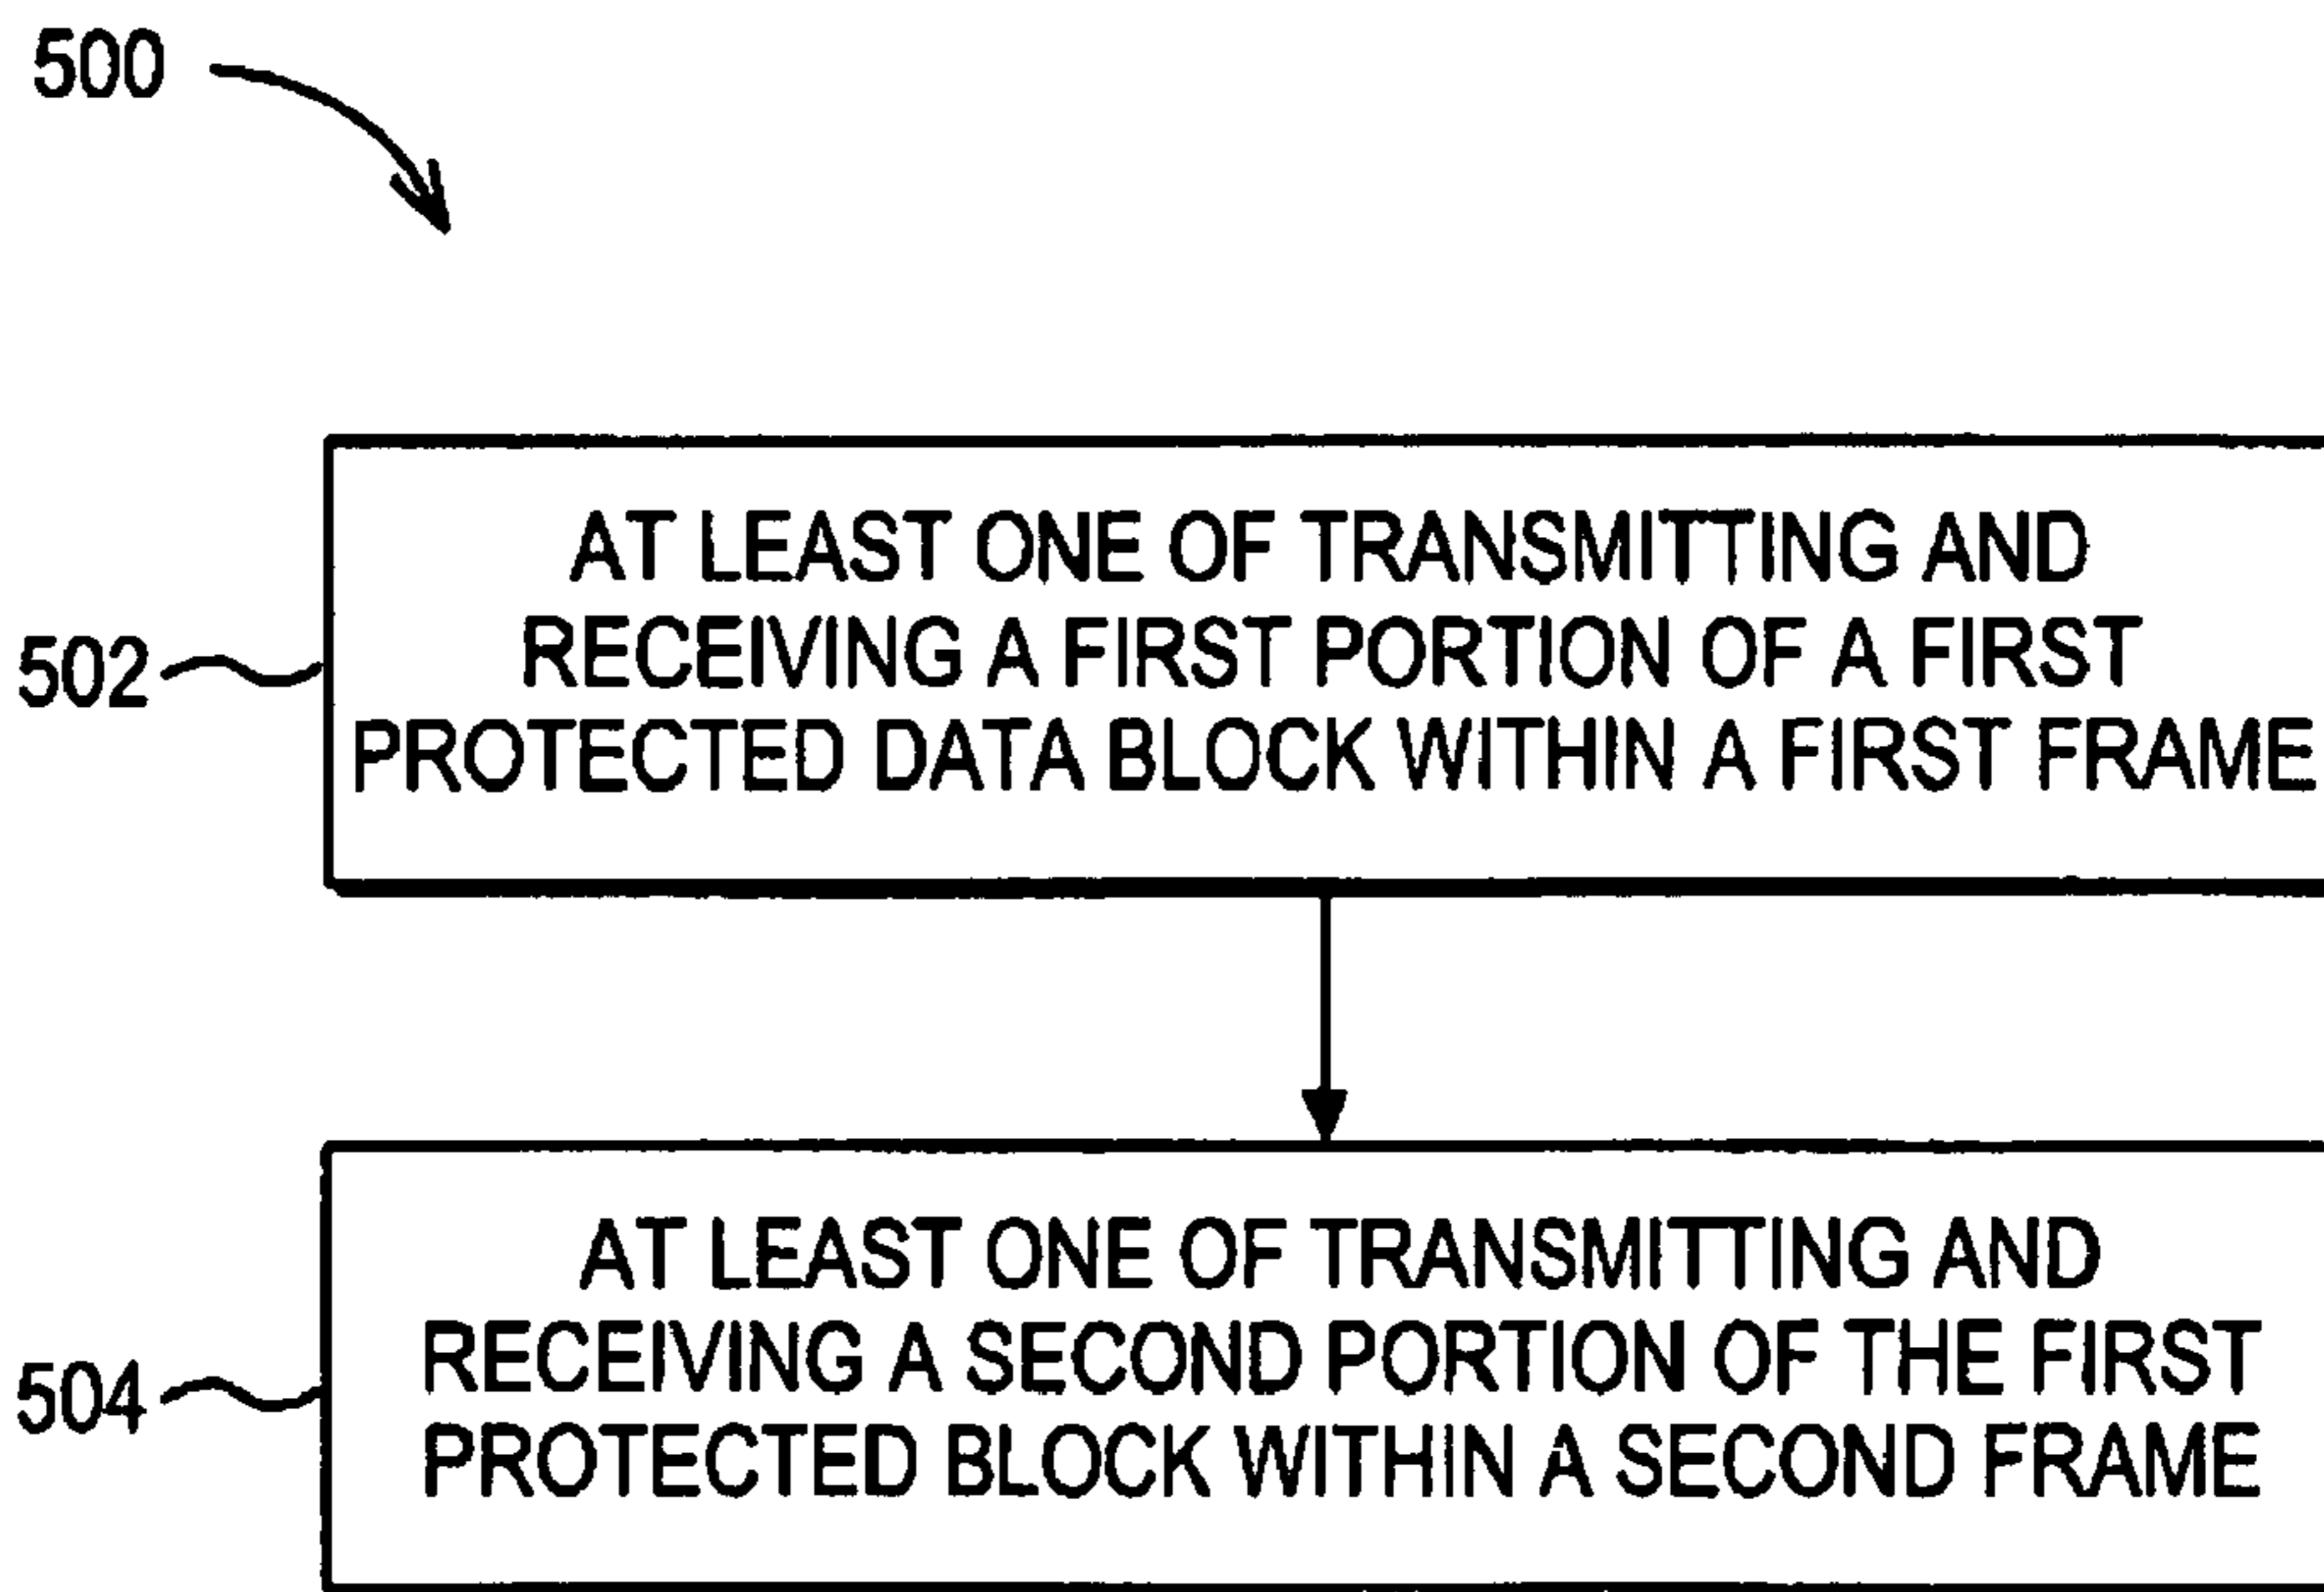 500
502
AT LEAST ONE OF TRANSMITTING AND
RECEIVING A FIRST PORTION OF A FIRST
PROTECTED DATA BLOCK WITHIN A FIRST FRAME
504
AT LEAST ONE OF TRANSMITTING AND
RECEIVING A SECOND PORTION OF THE FIRST
PROTECTED BLOCK WITHIN A SECOND FRAME